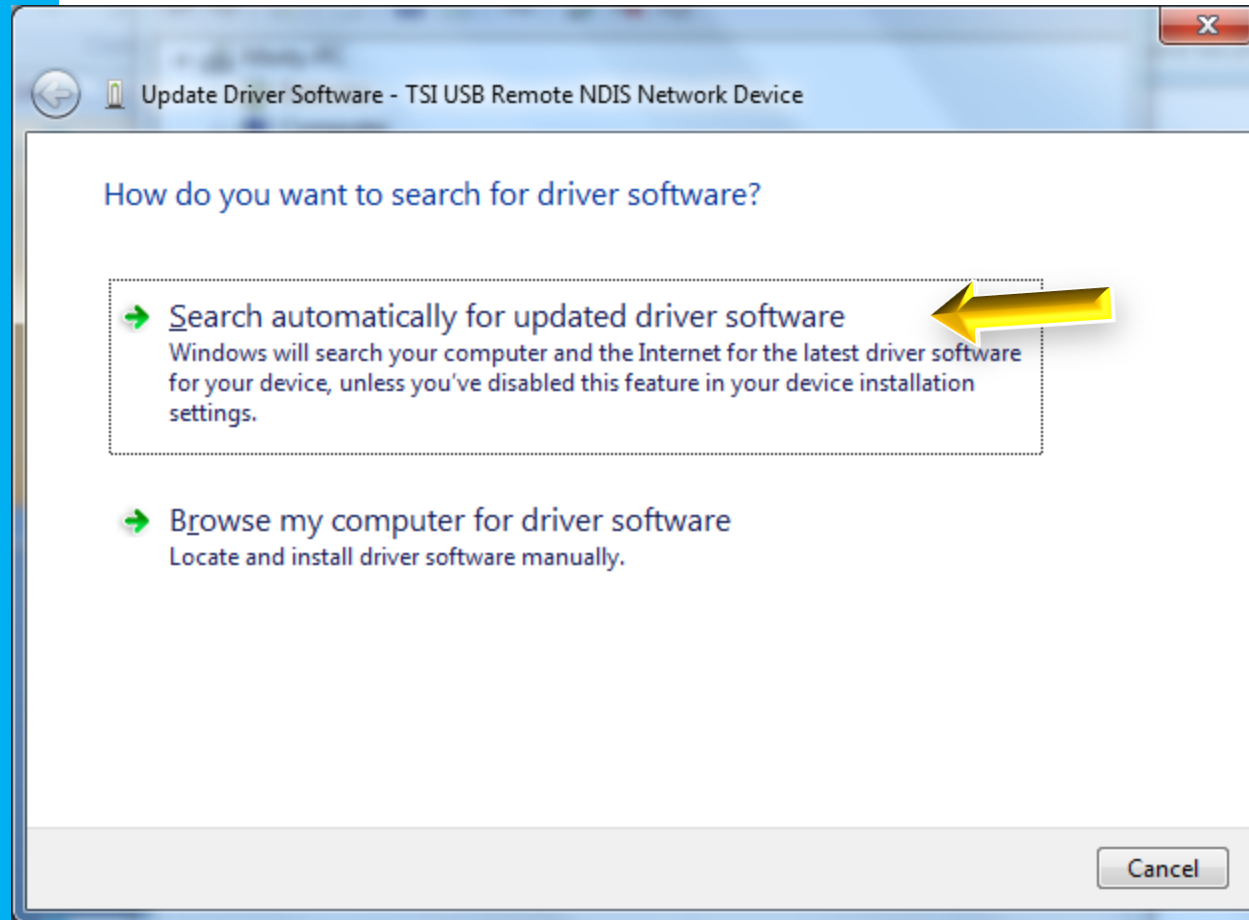 Update Driver Software - TSI USB Remote NDIS Network Device
How do you want to search for driver software?
Search automatically for updated driver software
Windows will search your computer and the Internet for the latest driver software
for your device, unless you've disabled this feature in your device installation
settings.
Browse my computer for driver software
Locate and install driver software manually.
Cancel